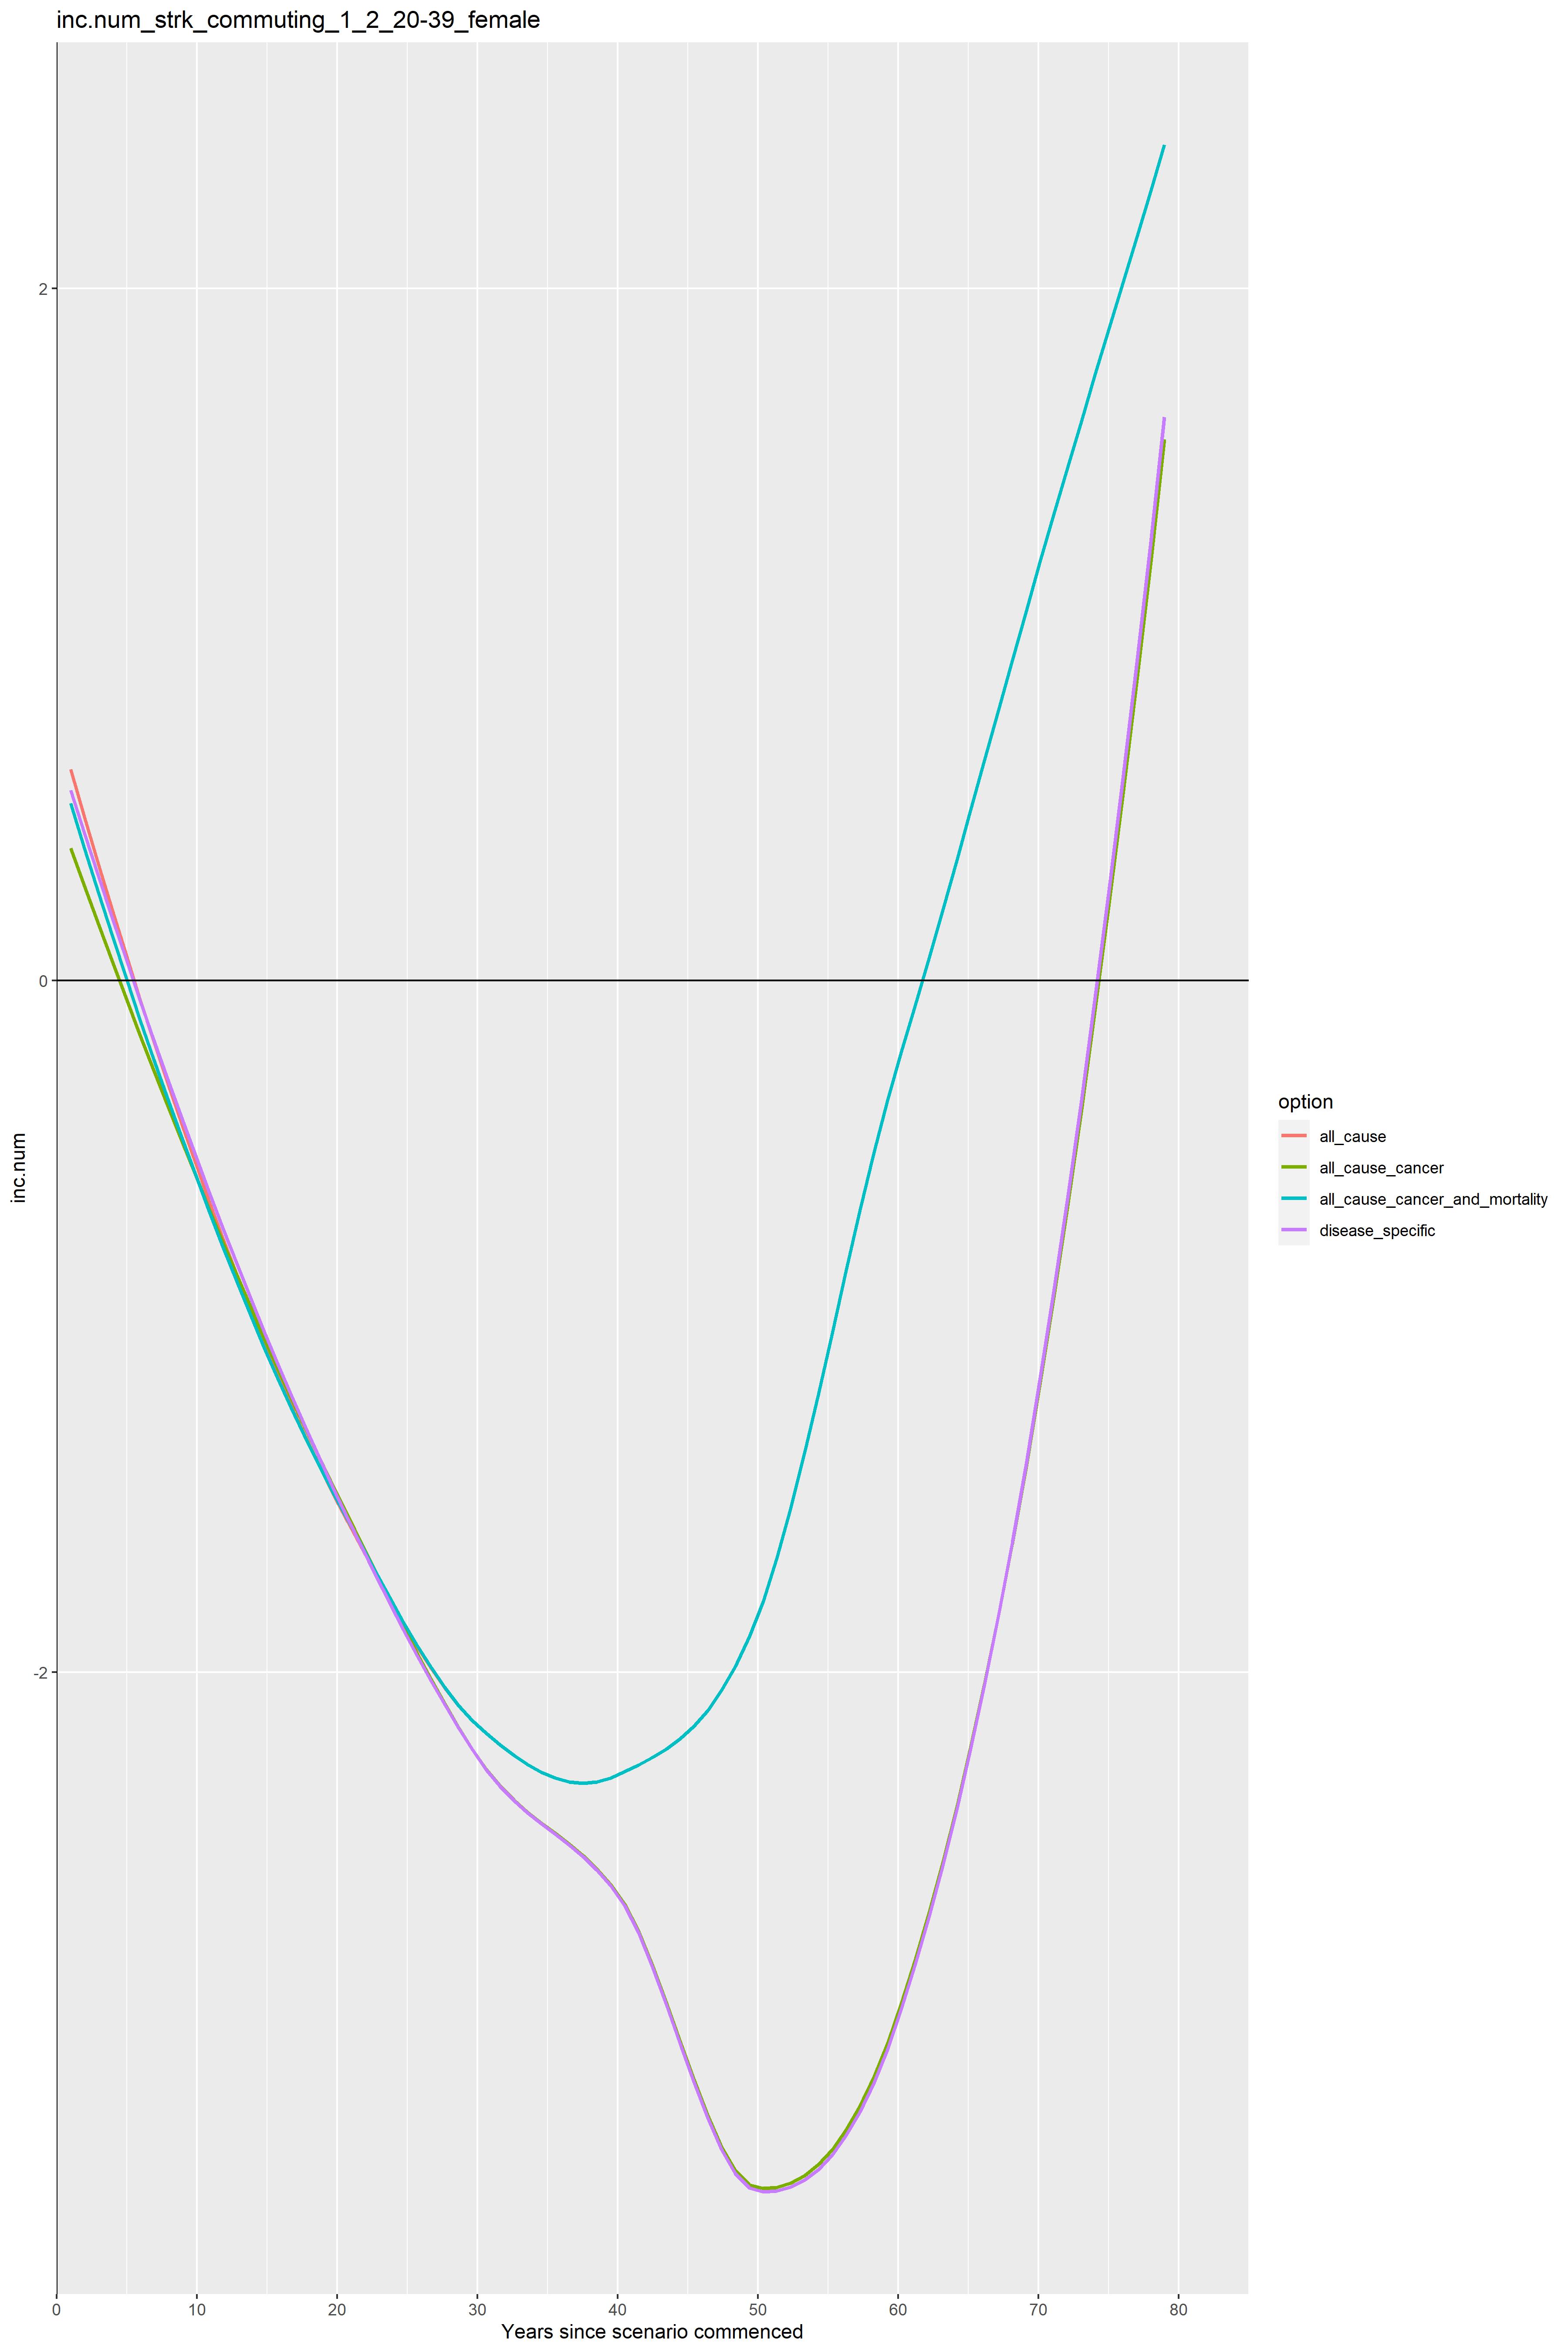 inc.num_strk_commuting_1_2_20-39_female
inc.num
2
0
-2
0 10 20 30 40 50 60 70 80
Years since scenario commenced
option
all_cause
all_cause_cancer
all_cause_cancer_and_mortality
disease_specific